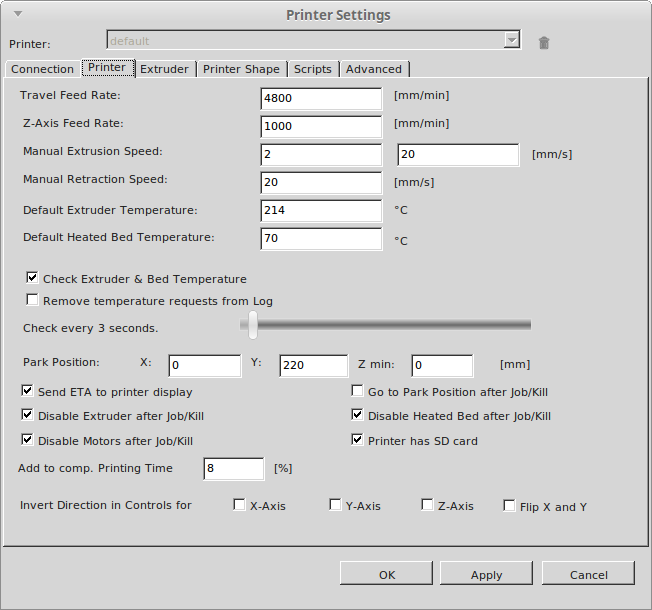 Printer Settings
Printer: default
Connection Printer Extruder Printer Shape Scripts Advanced
Travel Feed Rate: 4800 [mm/min]
Z-Axis Feed Rate: 1000 [mm/min]
Manual Extrusion Speed: 2 20 [mm/s]
Manual Retraction Speed: 20 [mm/s]
Default Extruder Temperature: 214 °C
Default Heated Bed Temperature: 70 °C
Check Extruder & Bed Temperature
Remove temperature requests from Log
Check every 3 seconds.
Park Position: X: 0 Y: 220 Z min: 0 [mm]
Send ETA to printer display Go to Park Position after Job/Kill
Disable Extruder after Job/Kill Disable Heated Bed after Job/Kill
Disable Motors after Job/Kill Printer has SD card
Add to comp. Printing Time 8 [%]
Invert Direction in Controls for X-Axis Y-Axis Z-Axis Flip X and Y
OK Apply Cancel